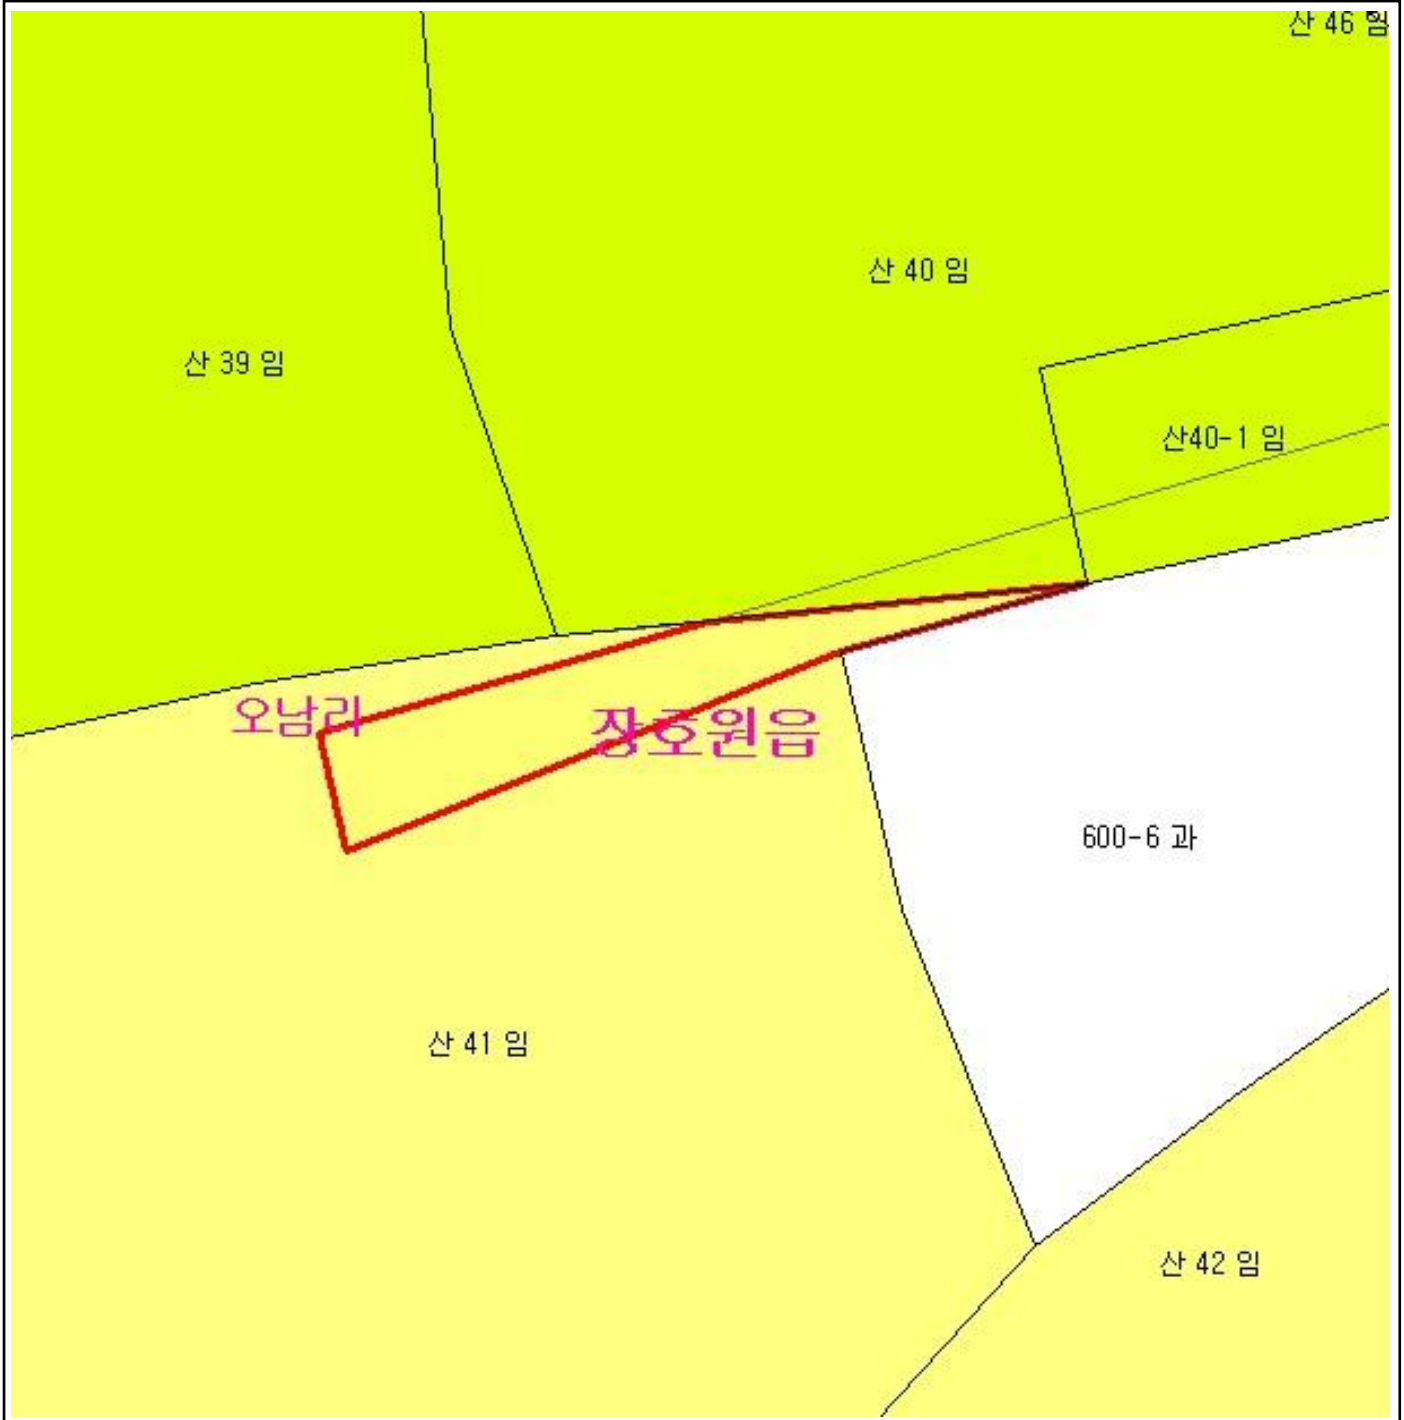 산 46 임
산 40 임
산 39 임
산40-1 임
오남리
장호원읍
600-6 과
산 41 임
산 42 임